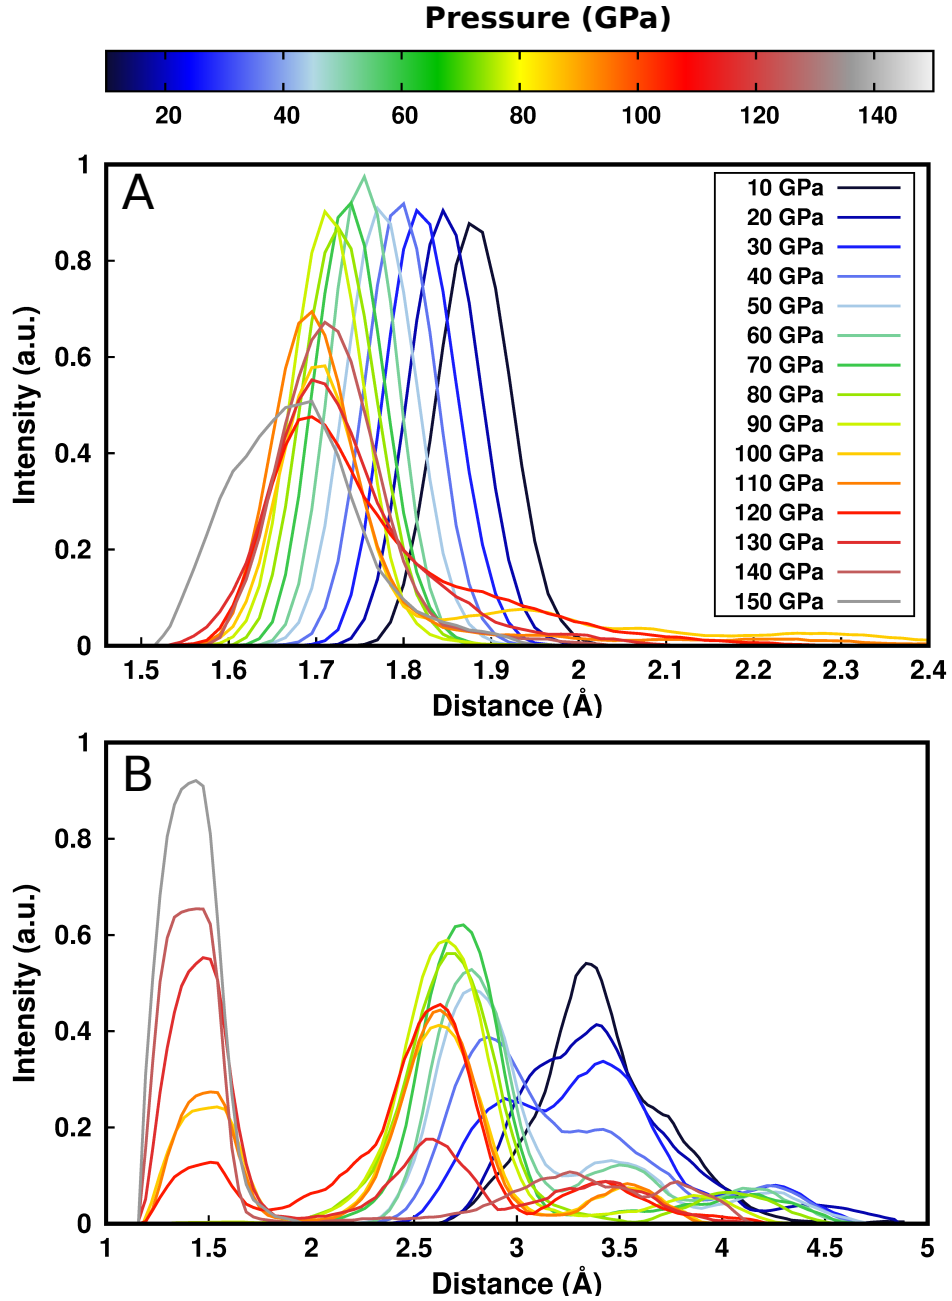 Pressure (GPa)
20 40 60 80 100 120 140
A
1
0.8
0.6
0.4
0.2
0
Intensity (a.u.)
10 GPa
20 GPa
30 GPa
40 GPa
50 GPa
60 GPa
70 GPa
80 GPa
90 GPa
100 GPa
110 GPa
120 GPa
130 GPa
140 GPa
150 GPa
1.5 1.6 1.7 1.8 1.9 2 2.1 2.2 2.3 2.4
Distance (Å)
B
1
0.8
0.6
0.4
0.2
0
Intensity (a.u.)
1 1.5 2 2.5 3 3.5 4 4.5 5
Distance (Å)